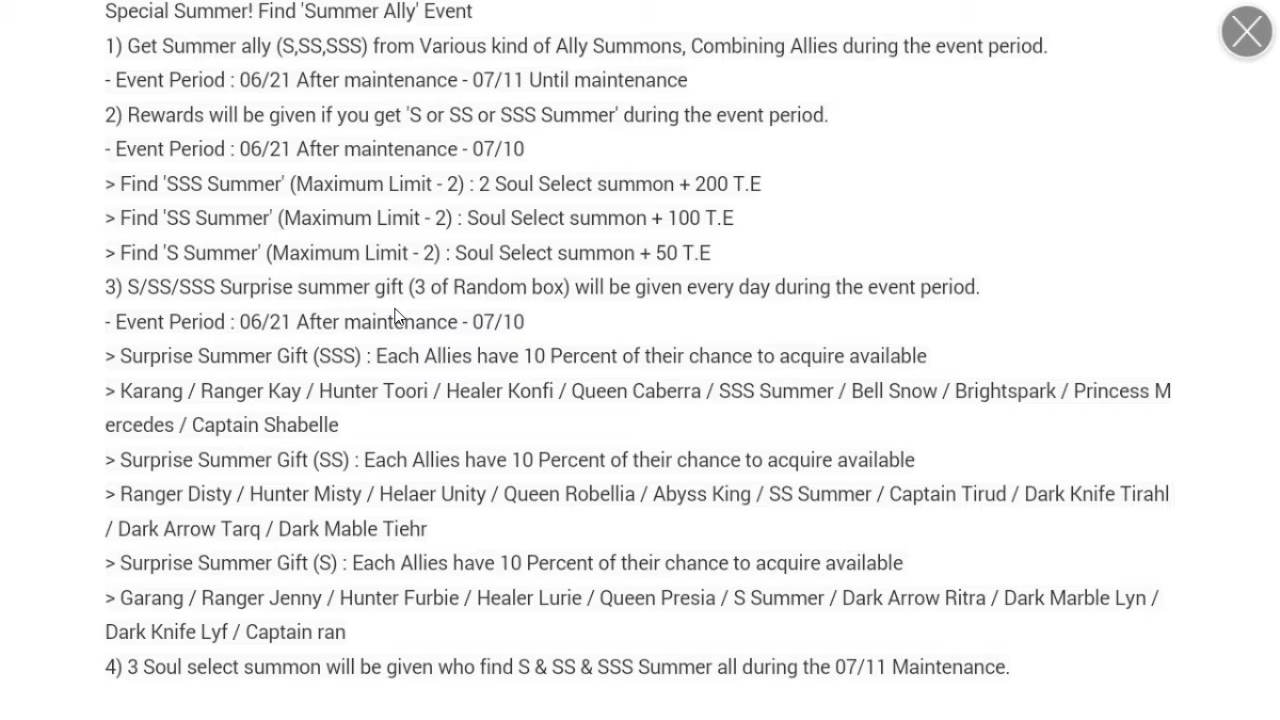 Special Summer! Find 'Summer Ally' Event
1) Get Summer ally (S,SS,SSS) from Various kind of Ally Summons, Combining Allies during the event period.
- Event Period : 06/21 After maintenance - 07/11 Until maintenance
2) Rewards will be given if you get 'S or SS or SSS Summer' during the event period.
- Event Period : 06/21 After maintenance - 07/10
> Find 'SSS Summer' (Maximum Limit - 2) : 2 Soul Select summon + 200 T.E
> Find 'SS Summer' (Maximum Limit - 2) : Soul Select summon + 100 T.E
> Find 'S Summer' (Maximum Limit - 2) : Soul Select summon + 50 T.E
3) S/SS/SSS Surprise summer gift (3 of Random box) will be given every day during the event period.
- Event Period : 06/21 After maintenance - 07/10
> Surprise Summer Gift (SSS) : Each Allies have 10 Percent of their chance to acquire available
> Karang / Ranger Kay / Hunter Toori / Healer Konfi / Queen Caberra / SSS Summer / Bell Snow / Brightspark / Princess M
ercedes / Captain Shabelle
> Surprise Summer Gift (SS) : Each Allies have 10 Percent of their chance to acquire available
> Ranger Disty / Hunter Misty / Helaer Unity / Queen Robellia / Abyss King / SS Summer / Captain Tirud / Dark Knife Tirahl
/ Dark Arrow Tarq / Dark Mable Tiehr
> Surprise Summer Gift (S) : Each Allies have 10 Percent of their chance to acquire available
> Garang / Ranger Jenny / Hunter Furbie / Healer Lurie / Queen Presia / S Summer / Dark Arrow Ritra / Dark Marble Lyn /
Dark Knife Lyf / Captain ran
4) 3 Soul select summon will be given who find S & SS & SSS Summer all during the 07/11 Maintenance.